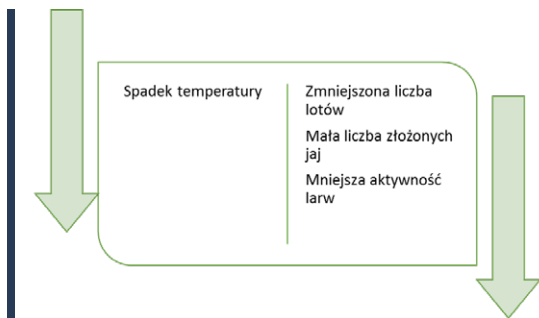 Spadek temperatury
Zmniejszona liczba
lotów
Mała liczba złożonych
jaj
Mniejsza aktywność
larw